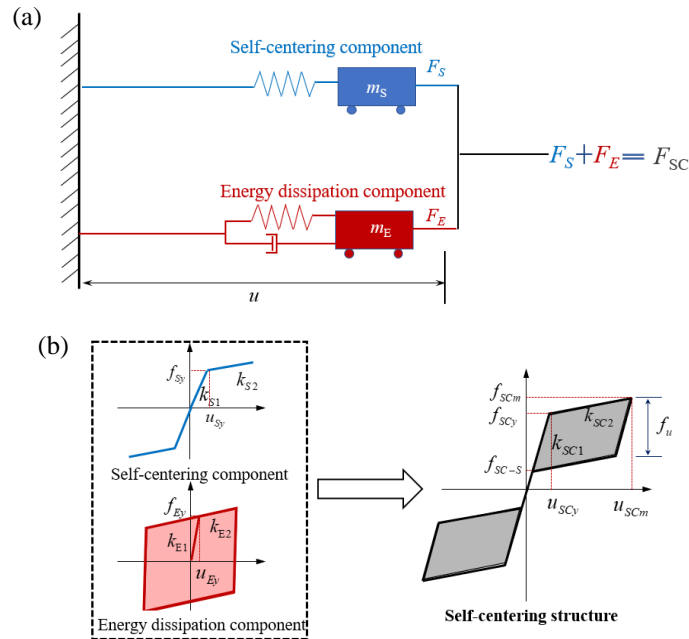 (a)
Self-centering component
F_S
m_S
F_S + F_E = F_SC
Energy dissipation component
F_E
m_E
u
(b)
f_Sy
k_S1
k_S2
u_Sy
Self-centering component
f_Ey
k_E1
k_E2
u_Ey
Energy dissipation component
f_SCm
f_SCy
k_SC2
f_u
k_SC1
f_SC-S
u_SCy
u_SCm
Self-centering structure